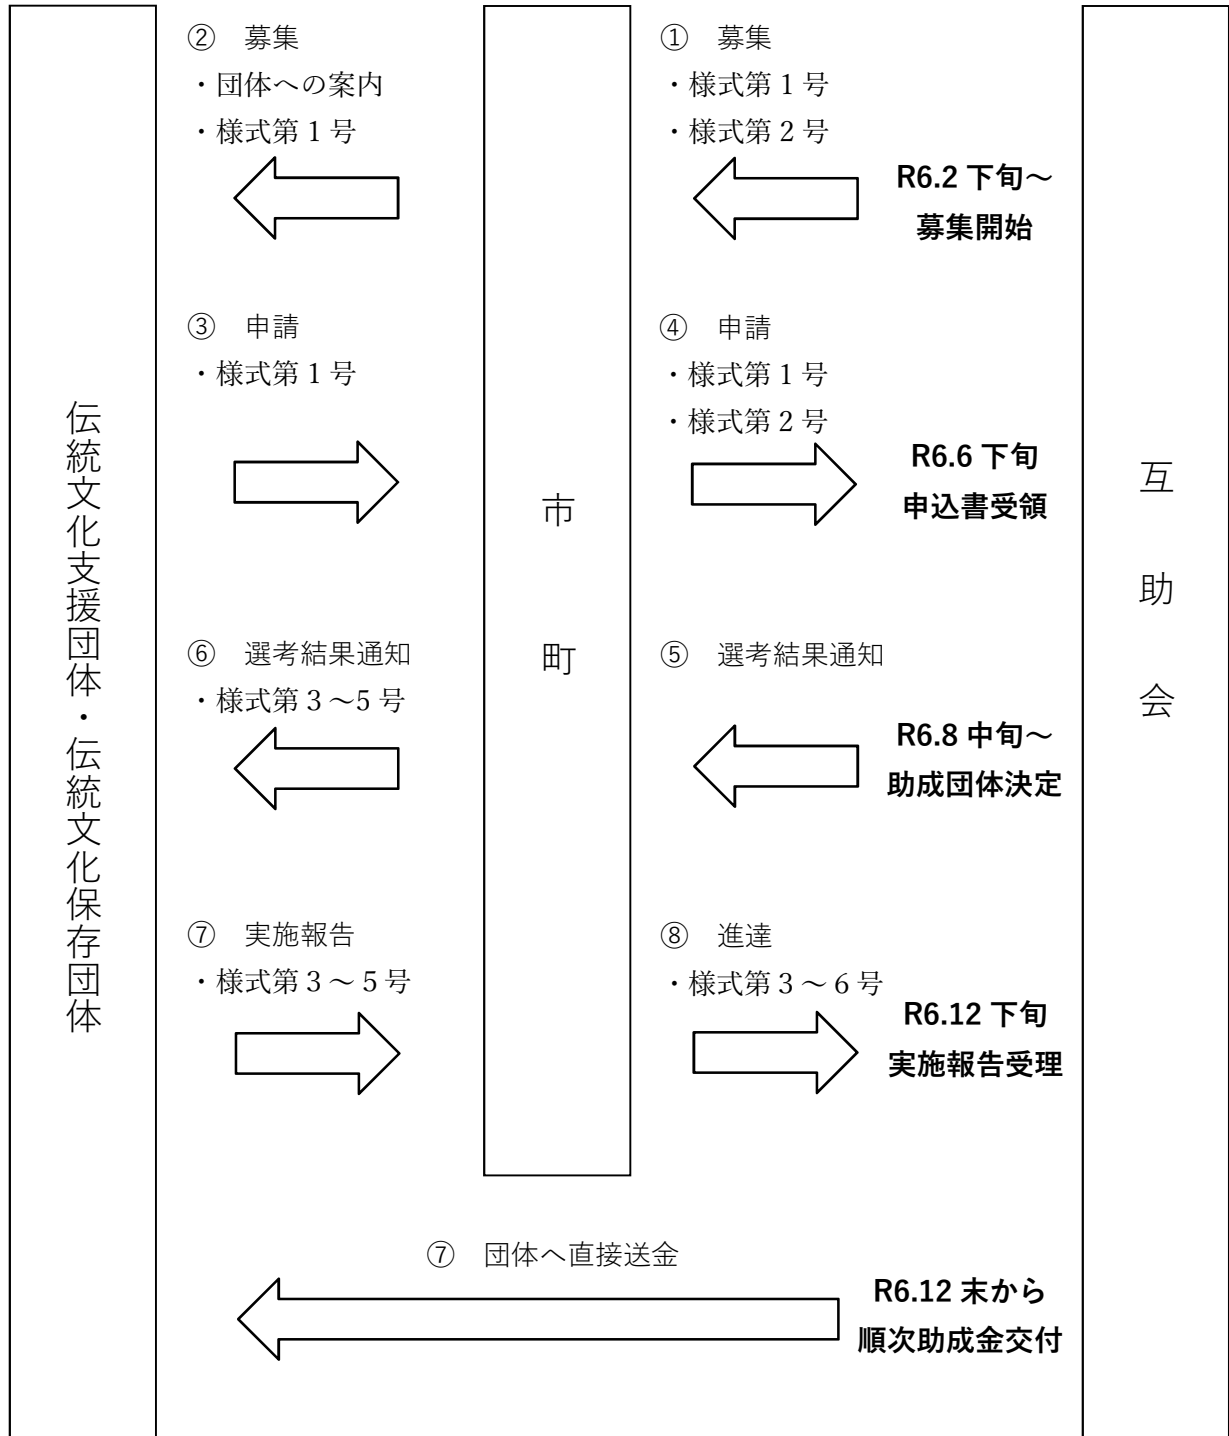 ② 募集
・団体への案内
・様式第1号
① 募集
・様式第1号
・様式第2号
R6.2下旬～
募集開始
③ 申請
・様式第1号
④ 申請
・様式第1号
・様式第2号
R6.6下旬
申込書受領
伝統文化支援団体・伝統文化保存団体
市町
互助会
⑥ 選考結果通知
・様式第3～5号
⑤ 選考結果通知
R6.8中旬～
助成団体決定
⑦ 実施報告
・様式第3～5号
⑧ 進達
・様式第3～6号
R6.12下旬
実施報告受理
⑦ 団体へ直接送金
R6.12末から
順次助成金交付